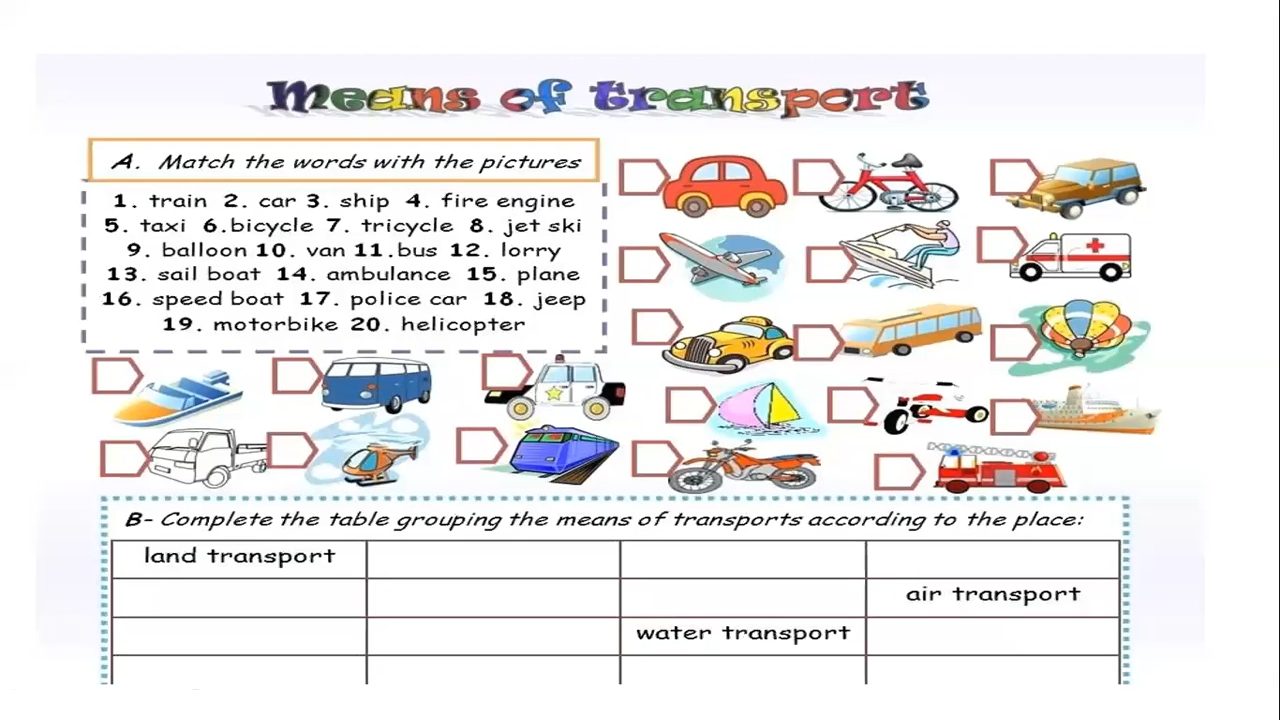 Means of transport
A. Match the words with the pictures
1. train 2. car 3. ship 4. fire engine
5. taxi 6.bicycle 7. tricycle 8. jet ski
9. balloon 10. van 11.bus 12. lorry
13. sail boat 14. ambulance 15. plane
16. speed boat 17. police car 18. jeep
19. motorbike 20. helicopter
B- Complete the table grouping the means of transports according to the place:
land transport
air transport
water transport